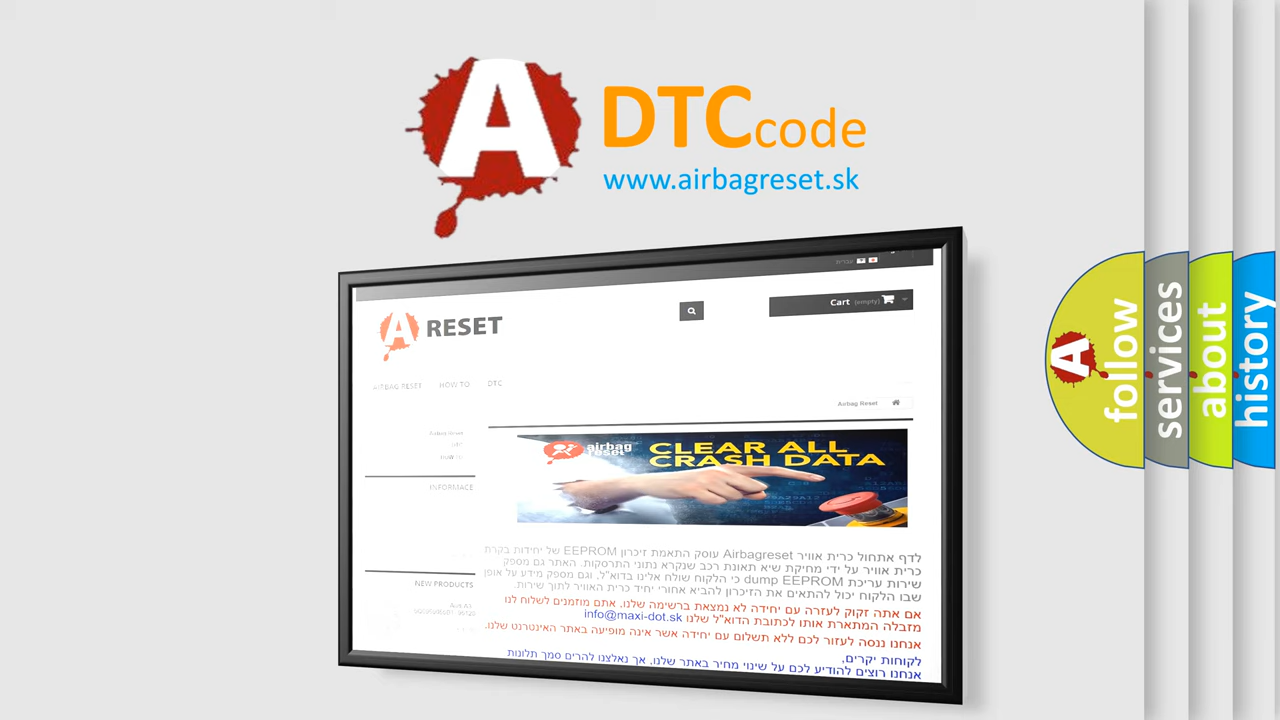 A
DTC code
www.airbagreset.sk
עברית
Cart (empty)
A RESET
AIRBAG RESET HOW TO DTC
Airbag Reset
Airbag Reset
HOW TO
INFORMACE
NEW PRODUCTS
airbag reset
CLEAR ALL
CRASH DATA
לדף אתחול כרית אוויר Airbagreset עוסק התאמת זיכרון EEPROM של יחידות בקרת
כרית אוויר על ידי מחיקת שיא תאונת רכב שנקרא נתוני התרסקות. האתר גם מספק
שירות עריכת dump EEPROM כי הלקוח שולח אלינו בדוא"ל, וגם מספק מידע על אופן
שבו הלקוח יכול להתאים את הזיכרון להביא אחורי יחיד כרית האוויר לתוך שירות.
אם אתה זקוק לעזרה עם יחידה לא נמצאת ברשימה שלנו, אתם מוזמנים לשלוח לנו
מזבלה המתארת אותו לכתובת הדוא"ל שלנו info@maxi-dot.sk
אנחנו ננסה לעזור לכם ללא תשלום עם יחידה אשר אינה מופיעה באתר האינטרנט שלנו.
לקוחות יקרים,
אנחנו רוצים להודיע לכם על שינוי מחיר באתר שלנו, אך נאלצנו להרים סמך תלונות
A follow
services
about
history